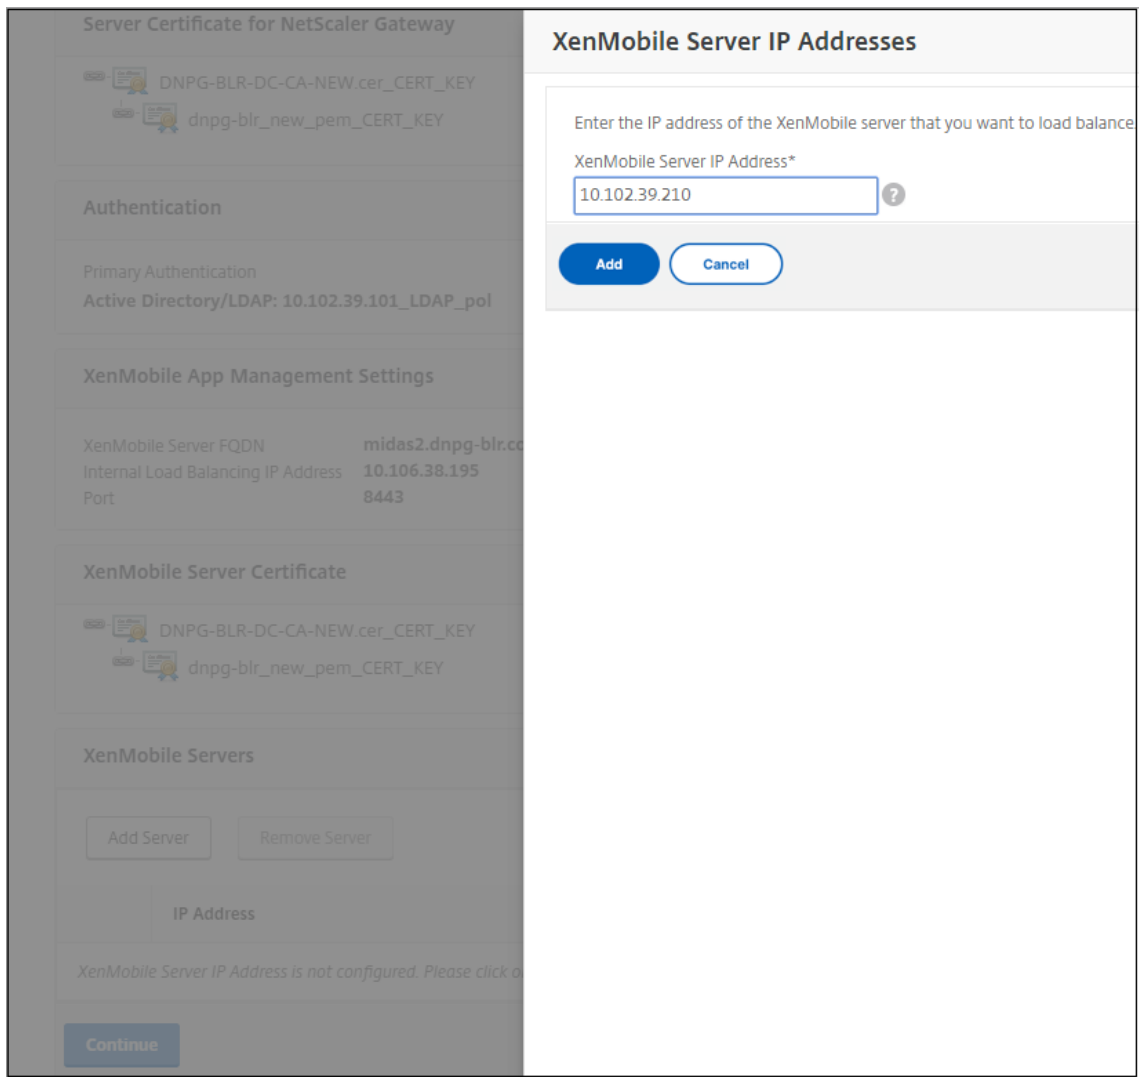 Server Certificate for NetScaler Gateway
DNPG-BLR-DC-CA-NEW.cer_CERT_KEY
dnpg-blr_new_pem_CERT_KEY
Authentication
Primary Authentication
Active Directory/LDAP: 10.102.39.101_LDAP_pol
XenMobile App Management Settings
XenMobile Server FQDN midas2.dnpg-blr.cc
Internal Load Balancing IP Address 10.106.38.195
Port 8443
XenMobile Server Certificate
DNPG-BLR-DC-CA-NEW.cer_CERT_KEY
dnpg-blr_new_pem_CERT_KEY
XenMobile Servers
Add Server Remove Server
IP Address
XenMobile Server IP Address is not configured. Please click
Continue
XenMobile Server IP Addresses
Enter the IP address of the XenMobile server that you want to load balance
XenMobile Server IP Address*
10.102.39.210 ?
Add Cancel